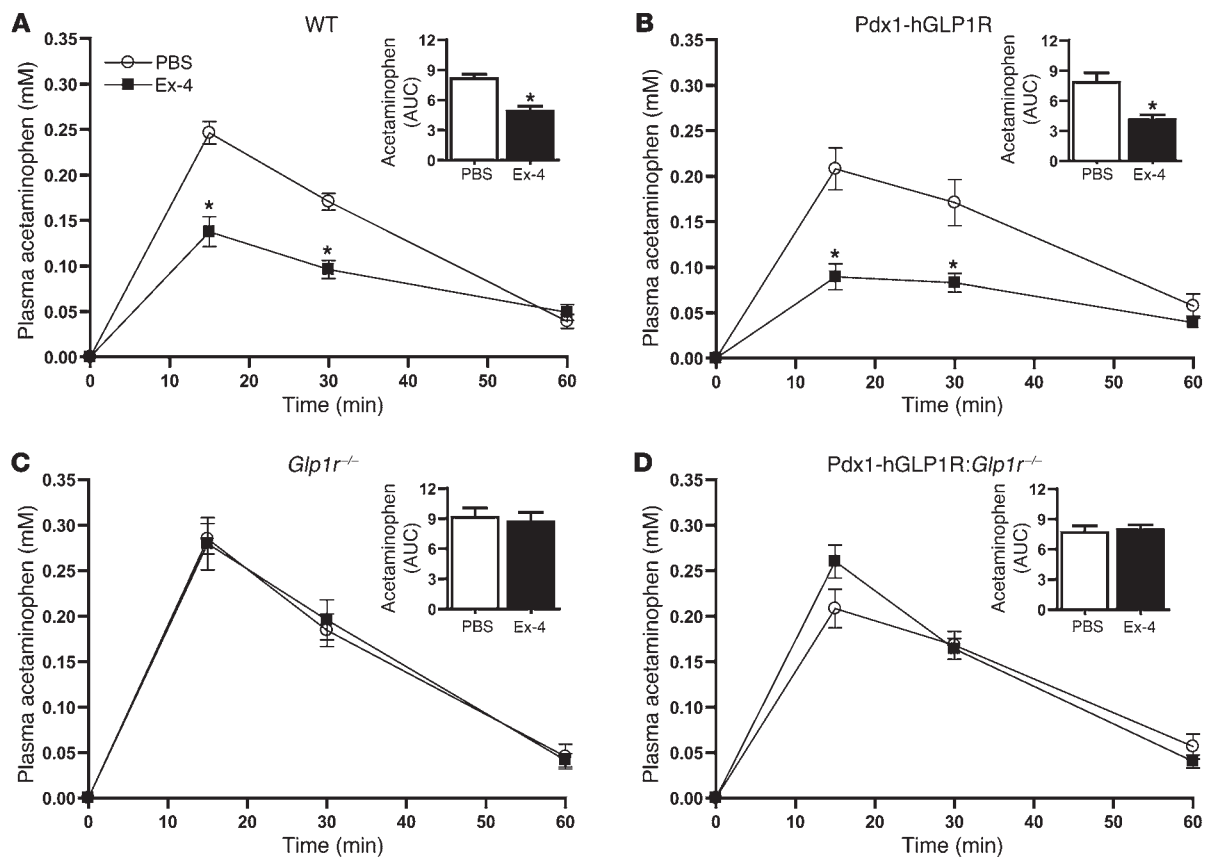 A
WT
0.35
0.30
0.25
0.20
0.15
0.10
0.05
0.00
Plasma acetaminophen (mM)
PBS
Ex-4
*
*
0
10
20
30
40
50
60
Time (min)
12
9
6
3
0
Acetaminophen
(AUC)
*
PBS
Ex-4
B
Pdx1-hGLP1R
0.35
0.30
0.25
0.20
0.15
0.10
0.05
0.00
Plasma acetaminophen (mM)
*
*
0
10
20
30
40
50
60
Time (min)
12
9
6
3
0
Acetaminophen
(AUC)
*
PBS
Ex-4
C
Glp1r–/–
0.35
0.30
0.25
0.20
0.15
0.10
0.05
0.00
Plasma acetaminophen (mM)
0
10
20
30
40
50
60
Time (min)
12
9
6
3
0
Acetaminophen
(AUC)
PBS
Ex-4
D
Pdx1-hGLP1R:Glp1r–/–
0.35
0.30
0.25
0.20
0.15
0.10
0.05
0.00
Plasma acetaminophen (mM)
0
10
20
30
40
50
60
Time (min)
12
9
6
3
0
Acetaminophen
(AUC)
PBS
Ex-4